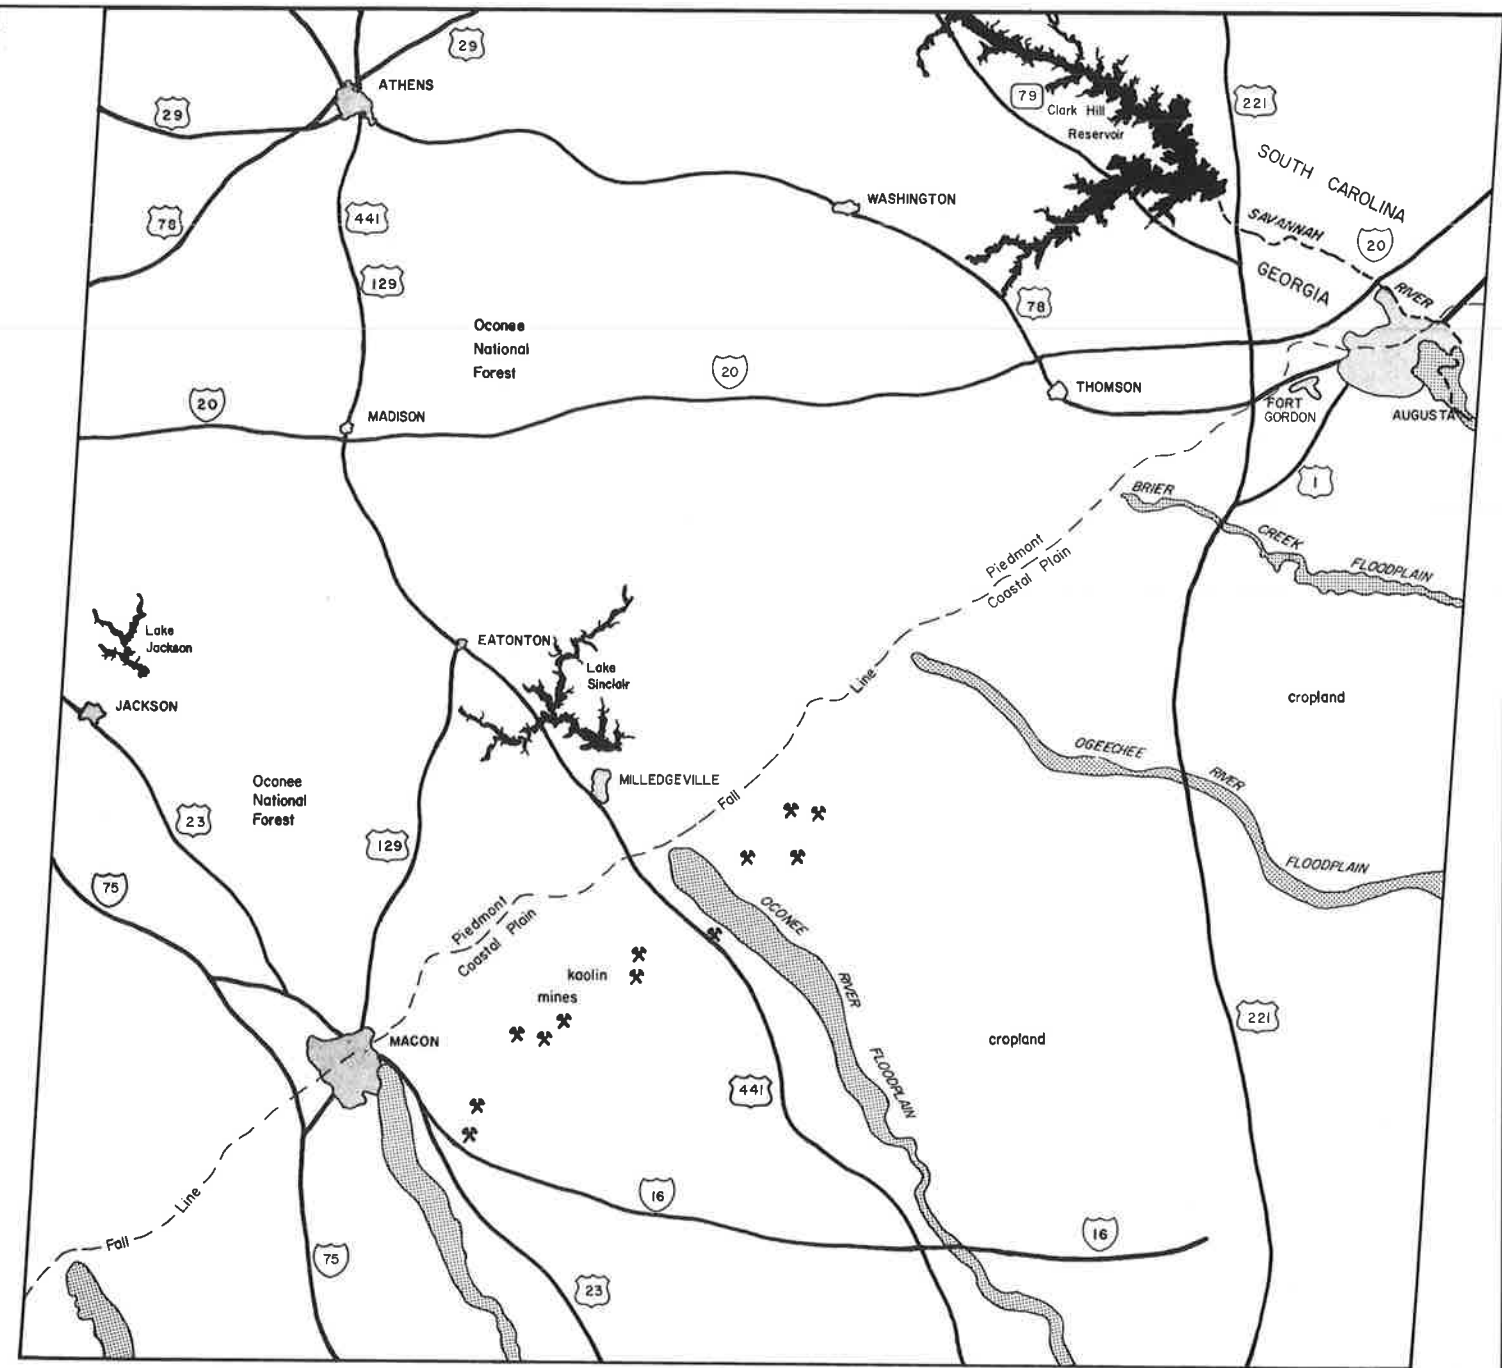 29
ATHENS
29
79
Clark Hill
Reservoir
221
SOUTH CAROLINA
78
441
WASHINGTON
SAVANNAH
RIVER
20
GEORGIA
129
78
Oconee
National
Forest
20
20
MADISON
THOMSON
FORT
GORDON
AUGUSTA
1
BRIER
CREEK
FLOODPLAIN
Piedmont
Coastal Plain
Lake
Jackson
EATONTON
Lake
Sinclair
Line
cropland
JACKSON
OGEECHEE
RIVER
FLOODPLAIN
Oconee
National
Forest
MILLEDGEVILLE
Fall
23
129
75
Piedmont
Coastal Plain
OCONEE
RIVER
FLOODPLAIN
kaolin
mines
221
MACON
cropland
441
Line
16
16
Fall
75
23